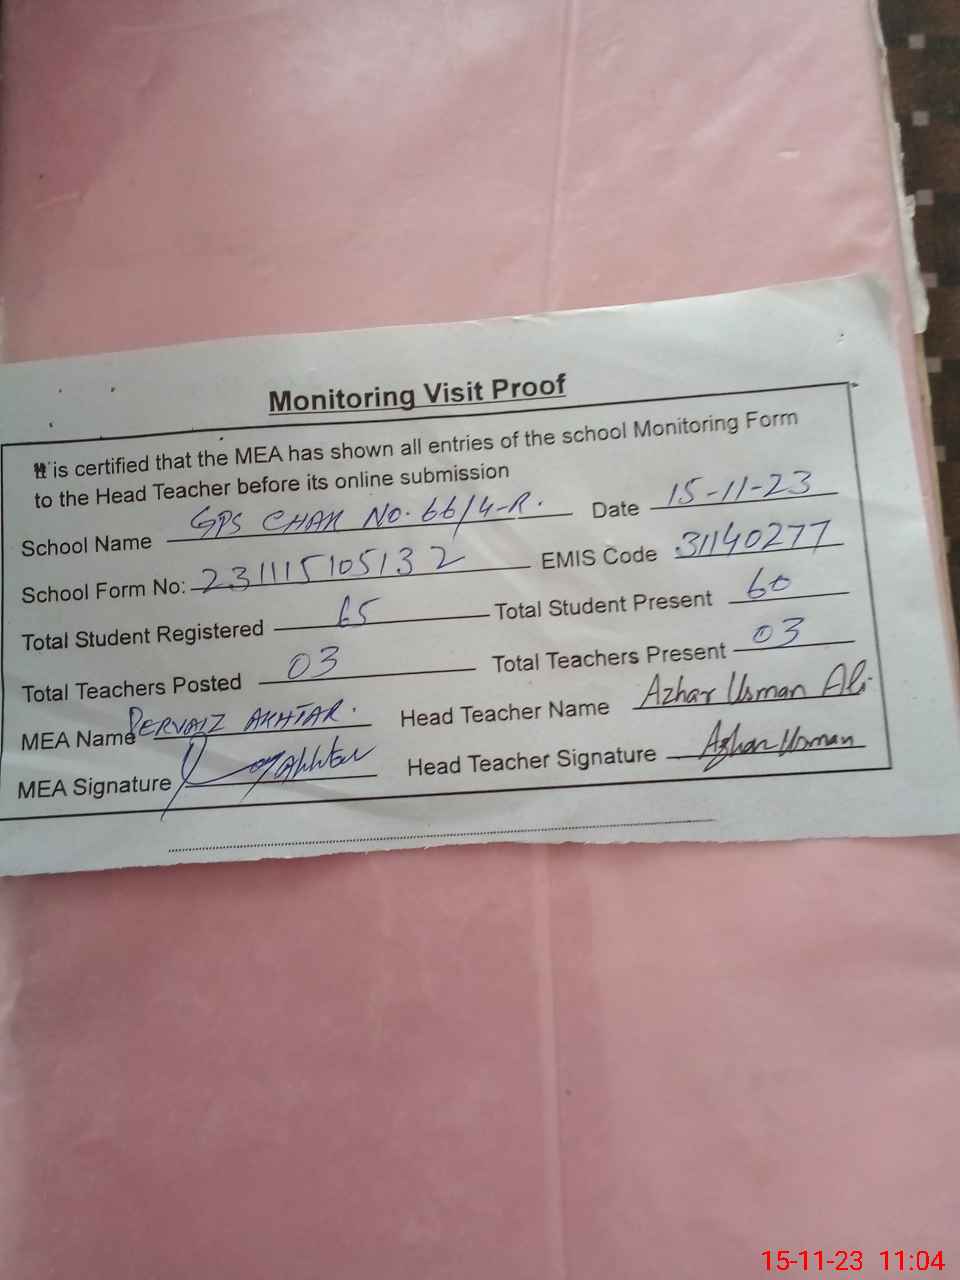 Monitoring Visit Proof
It is certified that the MEA has shown all entries of the school Monitoring Form
to the Head Teacher before its online submission
School Name GPS CHAK NO. 66/4-R. Date 15-11-23
School Form No: 231115105132 EMIS Code 31140277
Total Student Registered 65 Total Student Present 60
Total Teachers Posted 03 Total Teachers Present 03
MEA Name PERVAIZ AKHTAR. Head Teacher Name Azhar Usman Ali
MEA Signature Akhtar Head Teacher Signature Azhar Usman
15-11-23 11:04